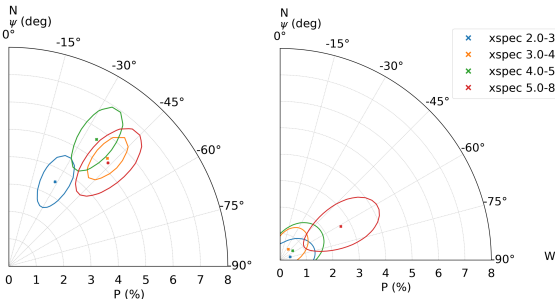 N
ψ (deg)
0°
-15°
-30°
-45°
-60°
-75°
-90°
0 1 2 3 4 5 6 7 8
P (%)
N
ψ (deg)
0°
-15°
-30°
-45°
-60°
-75°
-90°
W
0 1 2 3 4 5 6 7 8
P (%)
xspec 2.0-3
xspec 3.0-4
xspec 4.0-5
xspec 5.0-8